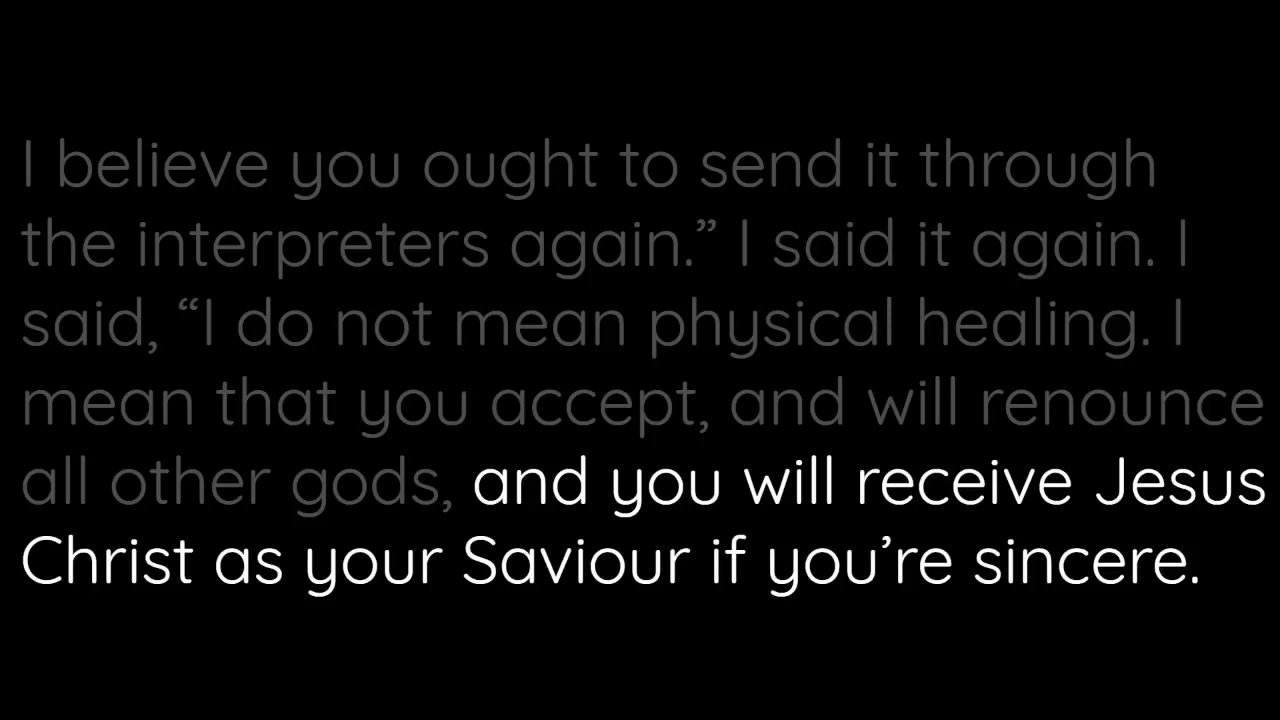 I believe you ought to send it through
the interpreters again.” I said it again. I
said, “I do not mean physical healing. I
mean that you accept, and will renounce
all other gods, and you will receive Jesus
Christ as your Saviour if you’re sincere.